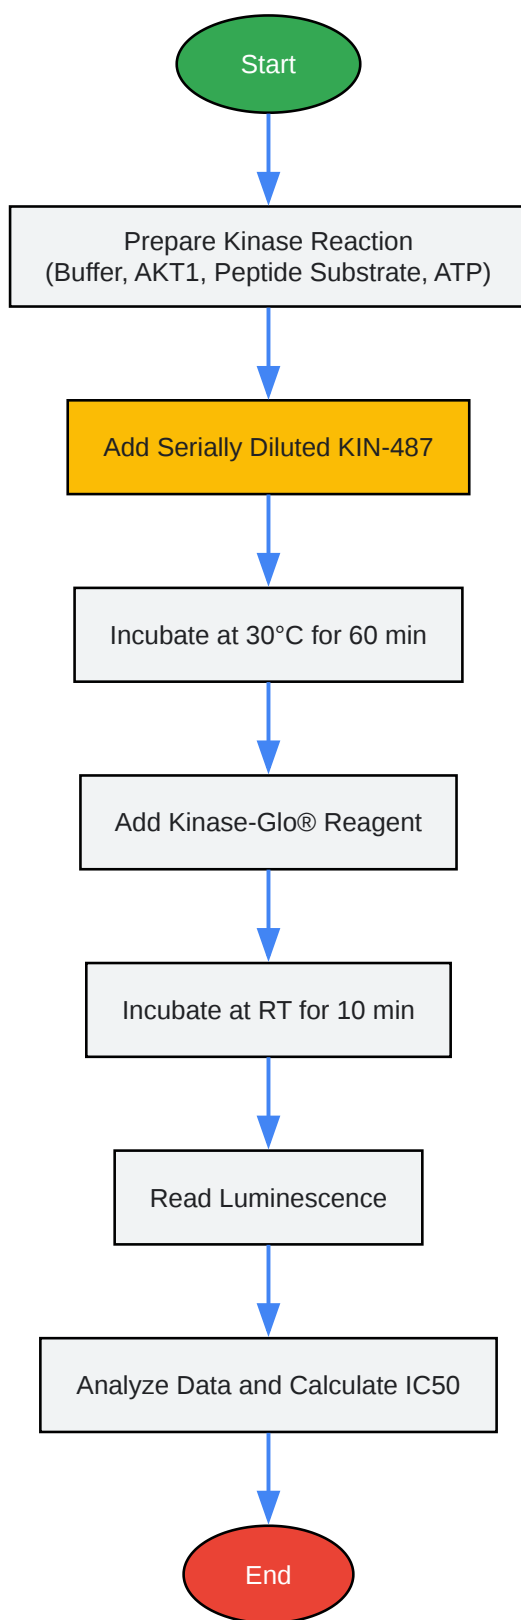 Start
Prepare Kinase Reaction
(Buffer, AKT1, Peptide Substrate, ATP)
Add Serially Diluted KIN-487
Incubate at 30°C for 60 min
Add Kinase-Glo® Reagent
Incubate at RT for 10 min
Read Luminescence
Analyze Data and Calculate IC50
End